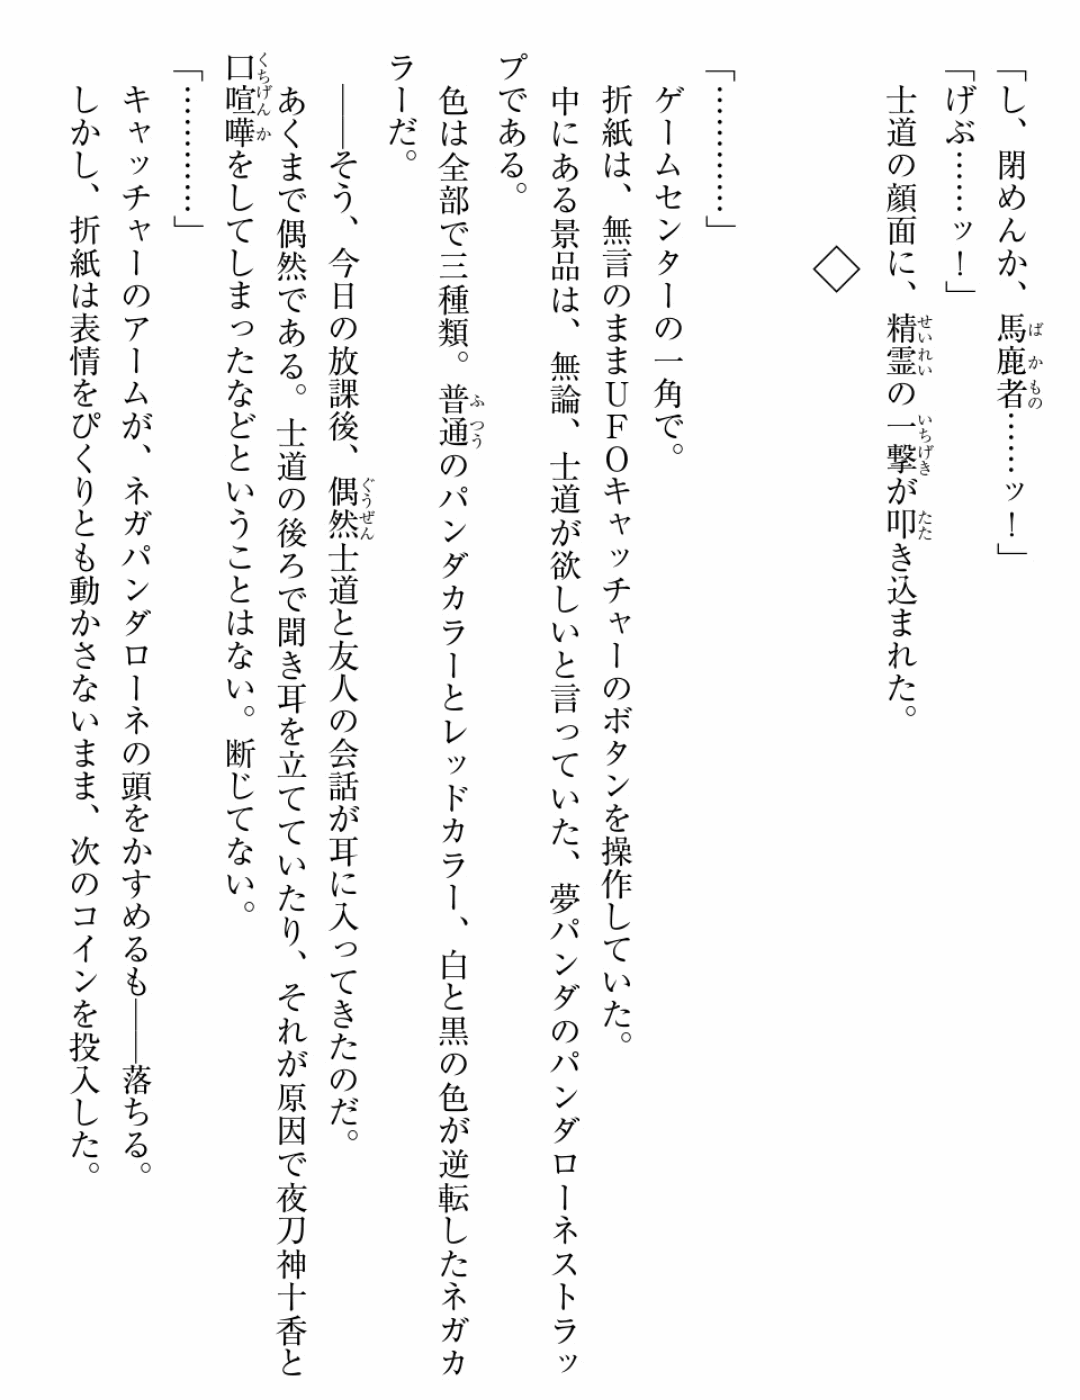 「し、閉めんか、馬鹿者……ッ！」
「げぶ……ッ！」
士道の顔面に、精霊の一撃が叩き込まれた。
◇
「…………」
ゲームセンターの一角で。
折紙は、無言のままＵＦＯキャッチャーのボタンを操作していた。
中にある景品は、無論、士道が欲しいと言っていた、夢パンダのパンダローネストラッ
プである。
色は全部で三種類。普通のパンダカラーとレッドカラー、白と黒の色が逆転したネガカ
ラーだ。
――そう、今日の放課後、偶然士道と友人の会話が耳に入ってきたのだ。
あくまで偶然である。士道の後ろで聞き耳を立てていたり、それが原因で夜刀神十香と
口喧嘩をしてしまったなどということはない。断じてない。
「…………」
キャッチャーのアームが、ネガパンダローネの頭をかすめるも――落ちる。
しかし、折紙は表情をぴくりとも動かさないまま、次のコインを投入した。